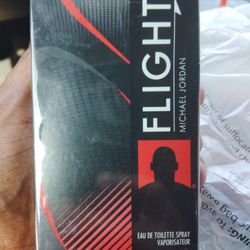 FLIGHT
MICHAEL JORDAN
EAU DE TOILETTE SPRAY
VAPORISATEUR